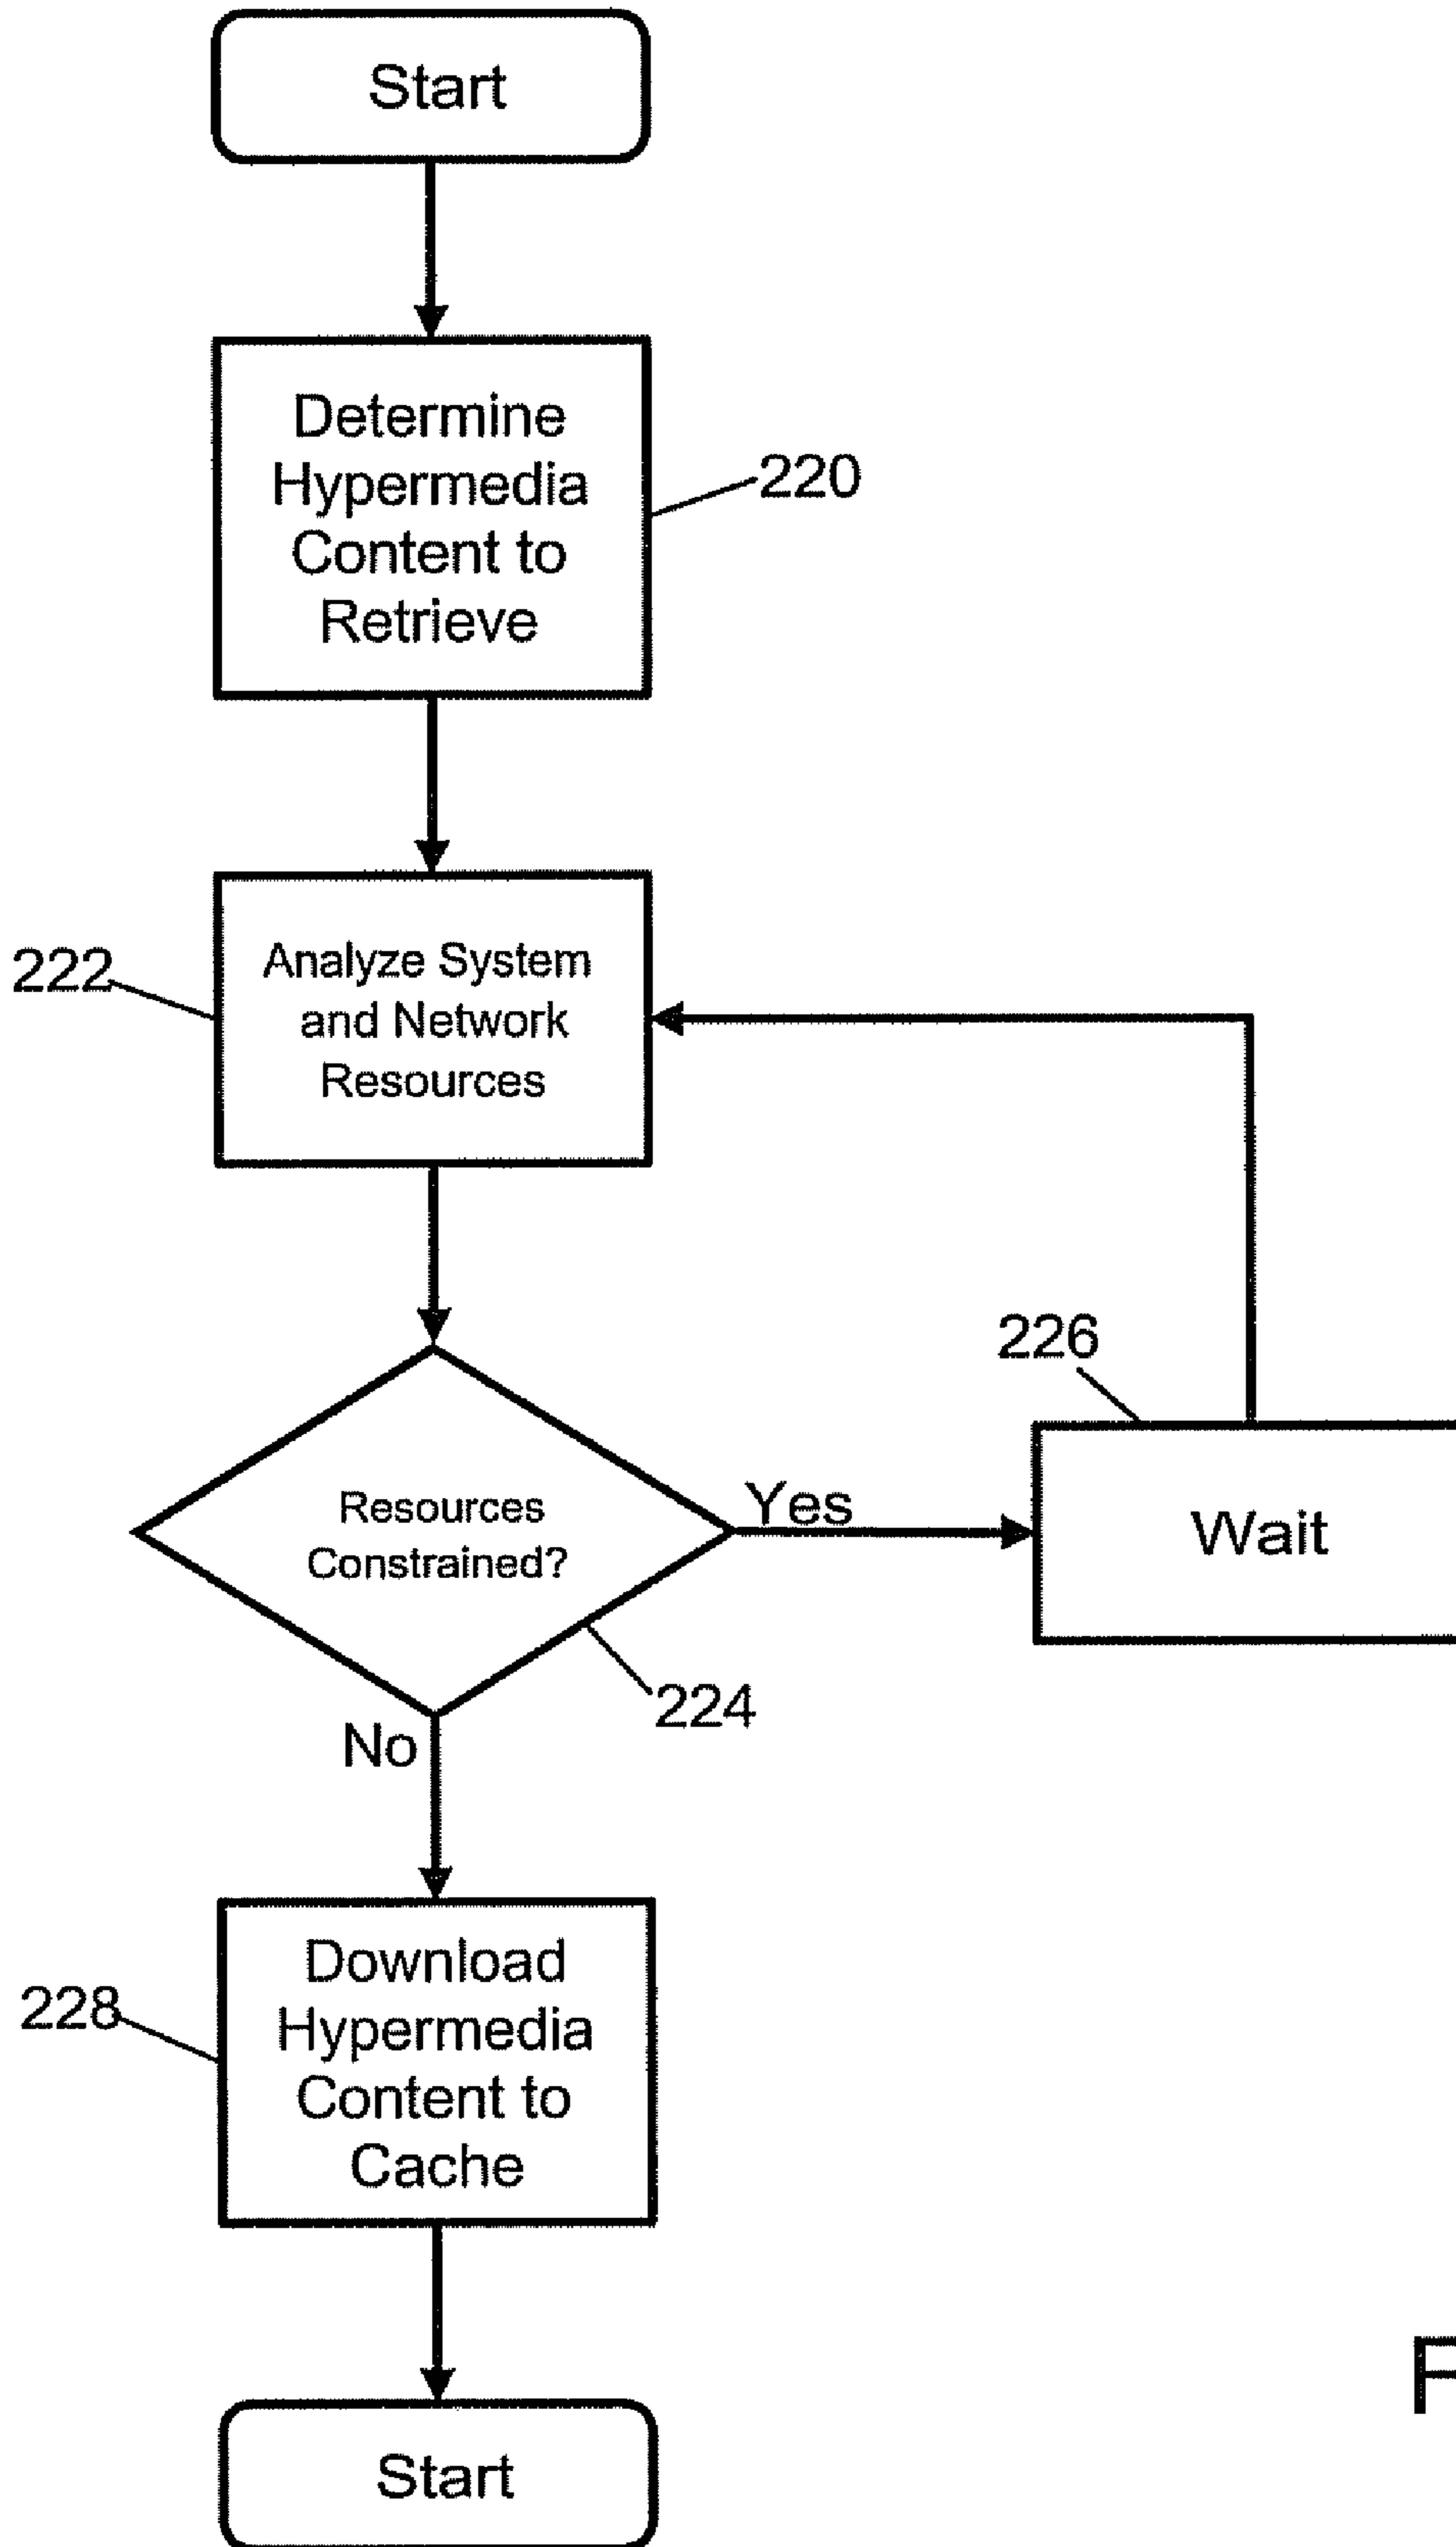 Start
Determine
Hypermedia
Content to
Retrieve
220
222
Analyze System
and Network
Resources
226
Resources
Constrained?
Yes
Wait
224
No
Download
Hypermedia
Content to
Cache
228
F
Start